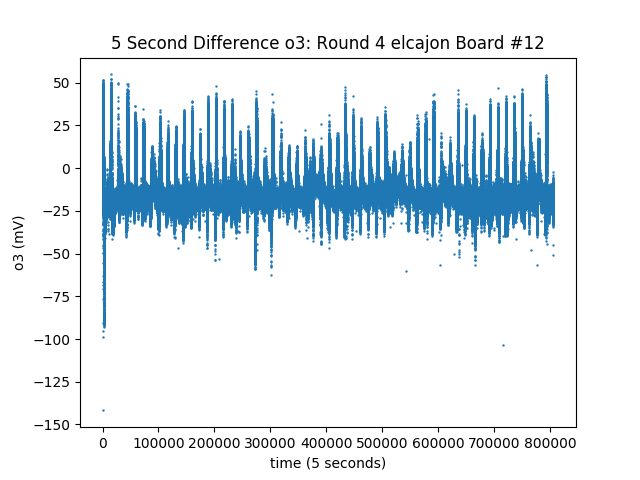 5 Second Difference o3: Round 4 elcajon Board #12
50
25
0
−25
−50
−75
−100
−125
−150
o3 (mV)
0 100000 200000 300000 400000 500000 600000 700000 800000
time (5 seconds)